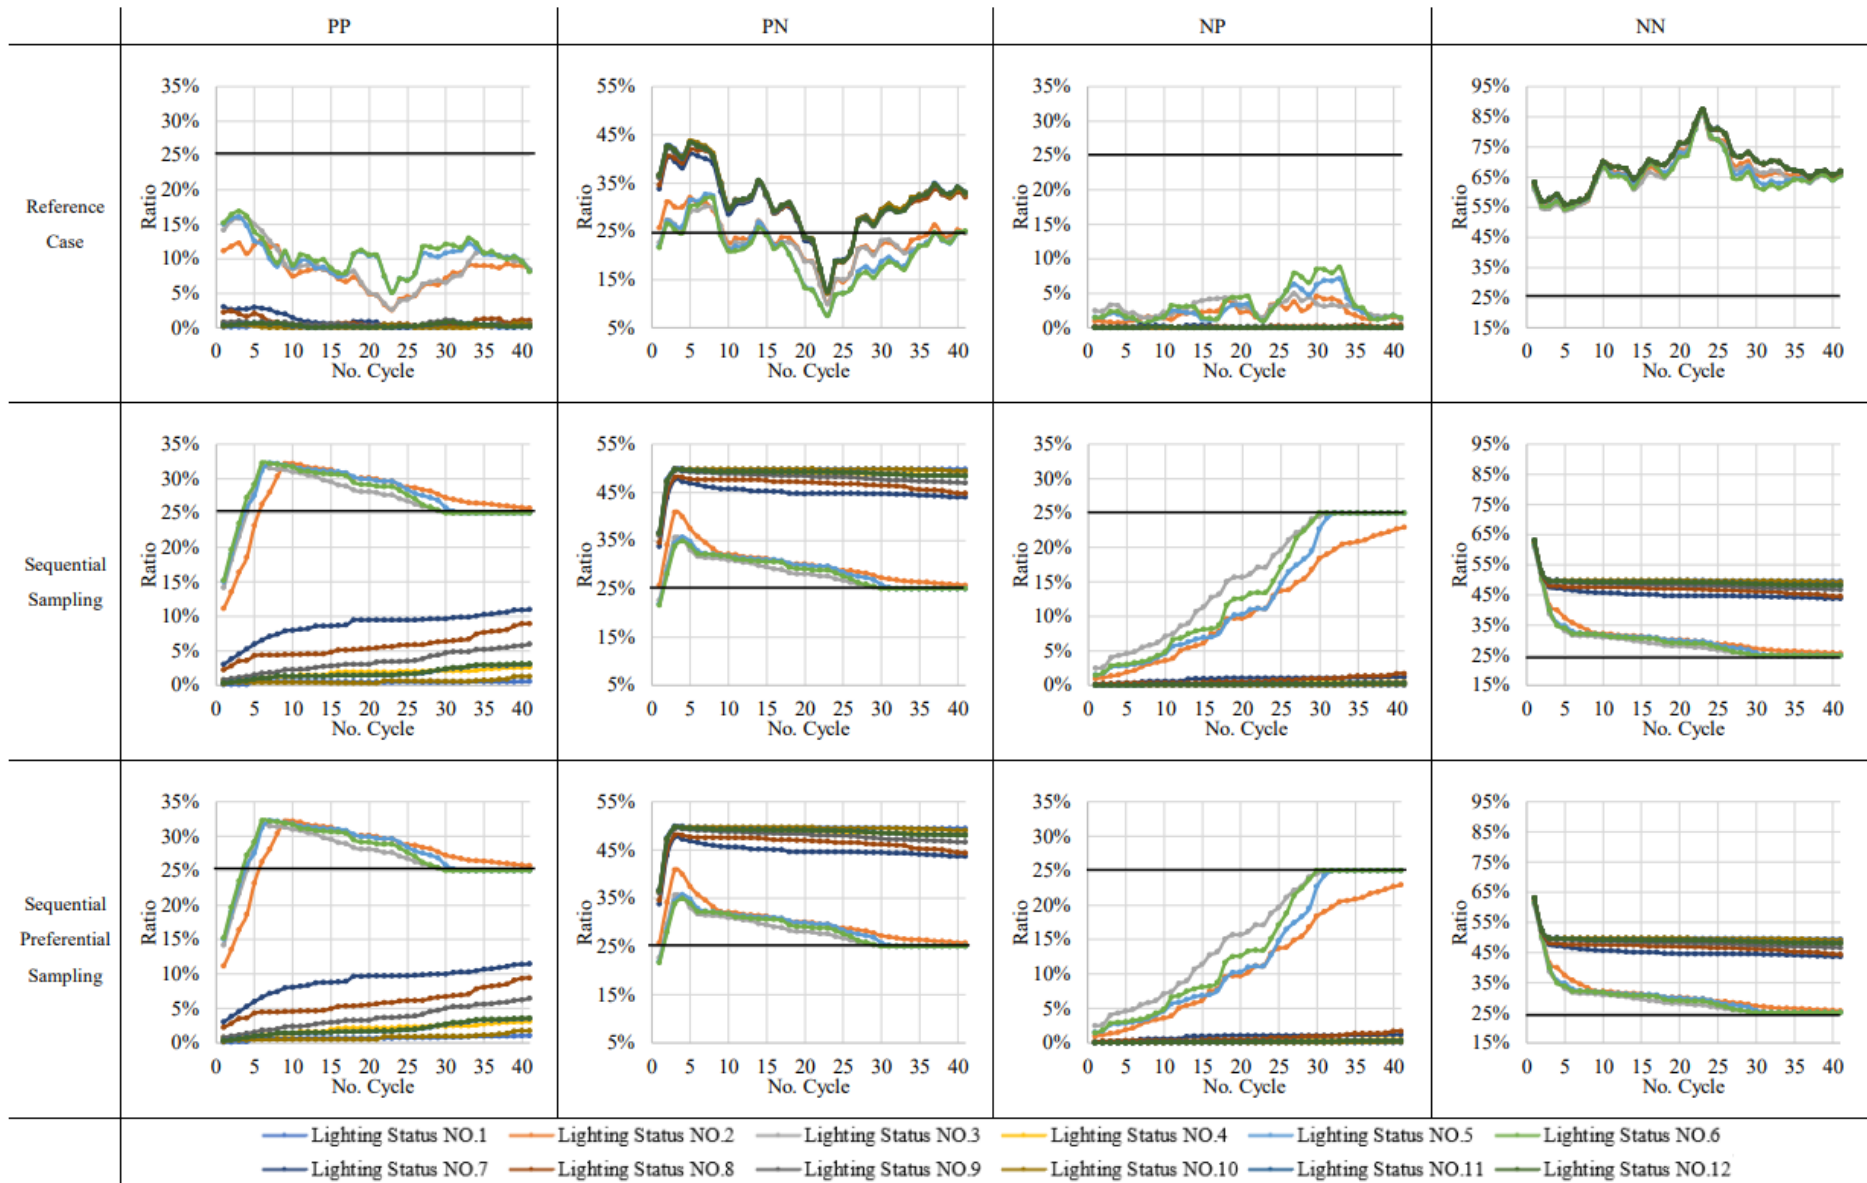 PP PN NP NN
Reference
Case
35% 30% 25% 20% 15% 10% 5% 0%
Ratio
0 5 10 15 20 25 30 35 40
No. Cycle
55% 45% 35% 25% 15% 5%
Ratio
0 5 10 15 20 25 30 35 40
No. Cycle
35% 30% 25% 20% 15% 10% 5% 0%
Ratio
0 5 10 15 20 25 30 35 40
No. Cycle
95% 85% 75% 65% 55% 45% 35% 25% 15%
Ratio
0 5 10 15 20 25 30 35 40
No. Cycle
Sequential
Sampling
35% 30% 25% 20% 15% 10% 5% 0%
Ratio
0 5 10 15 20 25 30 35 40
No. Cycle
55% 45% 35% 25% 15% 5%
Ratio
0 5 10 15 20 25 30 35 40
No. Cycle
35% 30% 25% 20% 15% 10% 5% 0%
Ratio
0 5 10 15 20 25 30 35 40
No. Cycle
95% 85% 75% 65% 55% 45% 35% 25% 15%
Ratio
0 5 10 15 20 25 30 35 40
No. Cycle
Sequential
Preferential
Sampling
35% 30% 25% 20% 15% 10% 5% 0%
Ratio
0 5 10 15 20 25 30 35 40
No. Cycle
55% 45% 35% 25% 15% 5%
Ratio
0 5 10 15 20 25 30 35 40
No. Cycle
35% 30% 25% 20% 15% 10% 5% 0%
Ratio
0 5 10 15 20 25 30 35 40
No. Cycle
95% 85% 75% 65% 55% 45% 35% 25% 15%
Ratio
0 5 10 15 20 25 30 35 40
No. Cycle
Lighting Status NO.1 Lighting Status NO.2 Lighting Status NO.3 Lighting Status NO.4 Lighting Status NO.5 Lighting Status NO.6
Lighting Status NO.7 Lighting Status NO.8 Lighting Status NO.9 Lighting Status NO.10 Lighting Status NO.11 Lighting Status NO.12